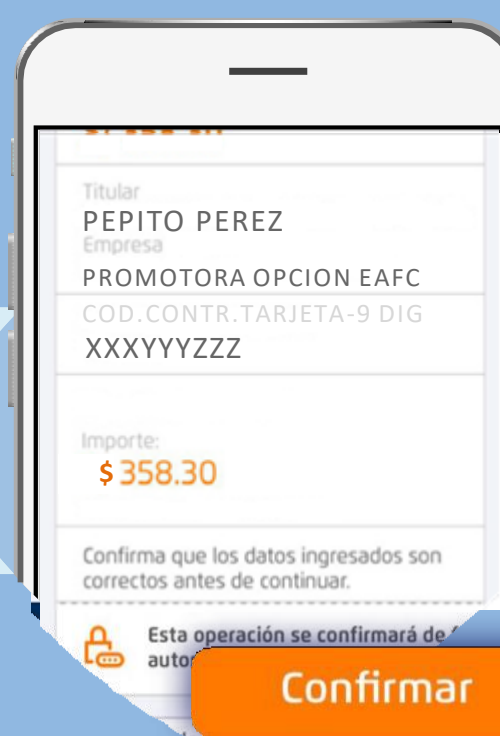 Titular
PEPITO PEREZ
Empresa
PROMOTORA OPCION EAFC
COD.CONTR.TARJETA-9 DIG
XXXYYYZZZ
Importe:
$ 358.30
Confirma que los datos ingresados son
correctos antes de continuar.
Esta operación se confirmará de
Confirmar